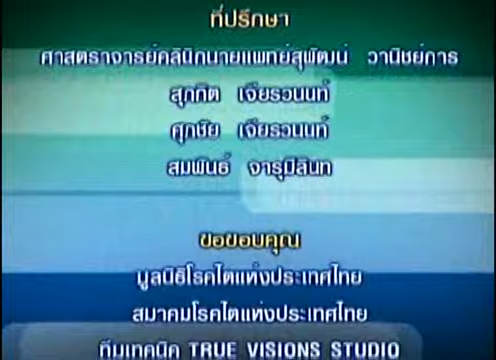 ที่ปรึกษา
ศาสตราจารย์คลินิกนายแพทย์สุพัฒน์ วานิชย์การ
สุภกิต เจียรวนนท์
ศุภชัย เจียรวนนท์
สมพันธ์ จารุมิลินท
ขอขอบคุณ
มูลนิธิโรคไตแห่งประเทศไทย
สมาคมโรคไตแห่งประเทศไทย
ทีมเทคนิค TRUE VISIONS STUDIO